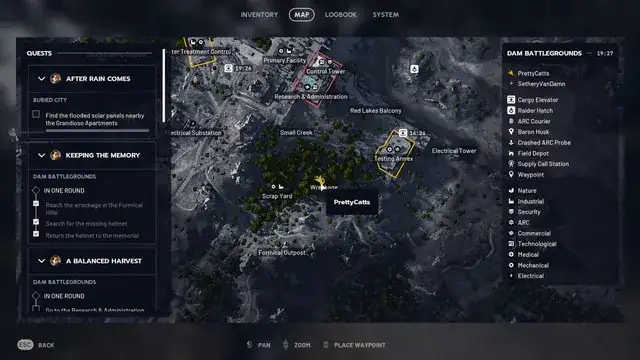 INVENTORY
MAP
LOGBOOK
SYSTEM
QUESTS
AFTER RAIN COMES
BURIED CITY
Find the flooded solar panels nearby
the Grandioso Apartments
KEEPING THE MEMORY
DAM BATTLEGROUNDS
IN ONE ROUND
Reach the wreckage in the Formicai
Hills
Search for the missing helmet
Return the helmet to the memorial
A BALANCED HARVEST
DAM BATTLEGROUNDS
IN ONE ROUND
Go to the Research & Administration
ter Treatment Control
19:26
Primary Facility
Control Tower
Research & Administration
Red Lakes Balcony
lectrical Substation
Small Creek
14:26
Testing Annex
Electrical Tower
Wreckage
Scrap Yard
PrettyCatts
Formicai Outpost
DAM BATTLEGROUNDS
19:27
PrettyCatts
SetheryVanDamn
Cargo Elevator
Raider Hatch
ARC Courier
Baron Husk
Crashed ARC Probe
Field Depot
Supply Call Station
Waypoint
Nature
Industrial
Security
ARC
Commercial
Technological
Medical
Mechanical
Electrical
ESC BACK
PAN
ZOOM
PLACE WAYPOINT